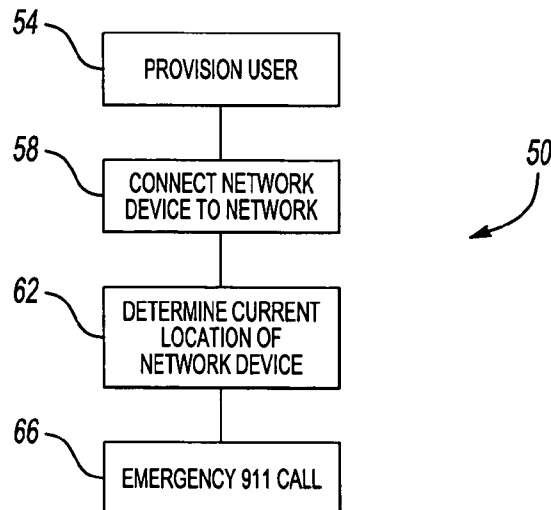 54
PROVISION USER
58
CONNECT NETWORK
DEVICE TO NETWORK
50
62
DETERMINE CURRENT
LOCATION OF
NETWORK DEVICE
66
EMERGENCY 911 CALL